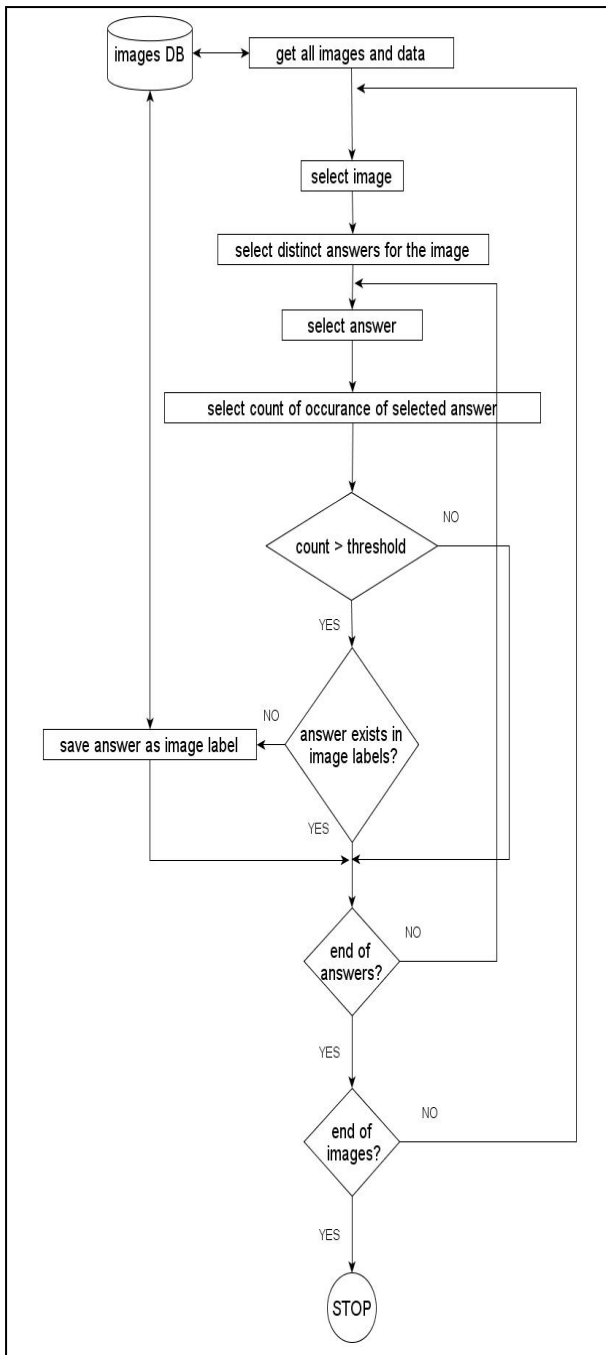 images DB
get all images and data
select image
select distinct answers for the image
select answer
select count of occurance of selected answer
NO
count > threshold
YES
NO
answer exists in
image labels?
save answer as image label
YES
NO
end of
answers?
YES
NO
end of
images?
YES
STOP